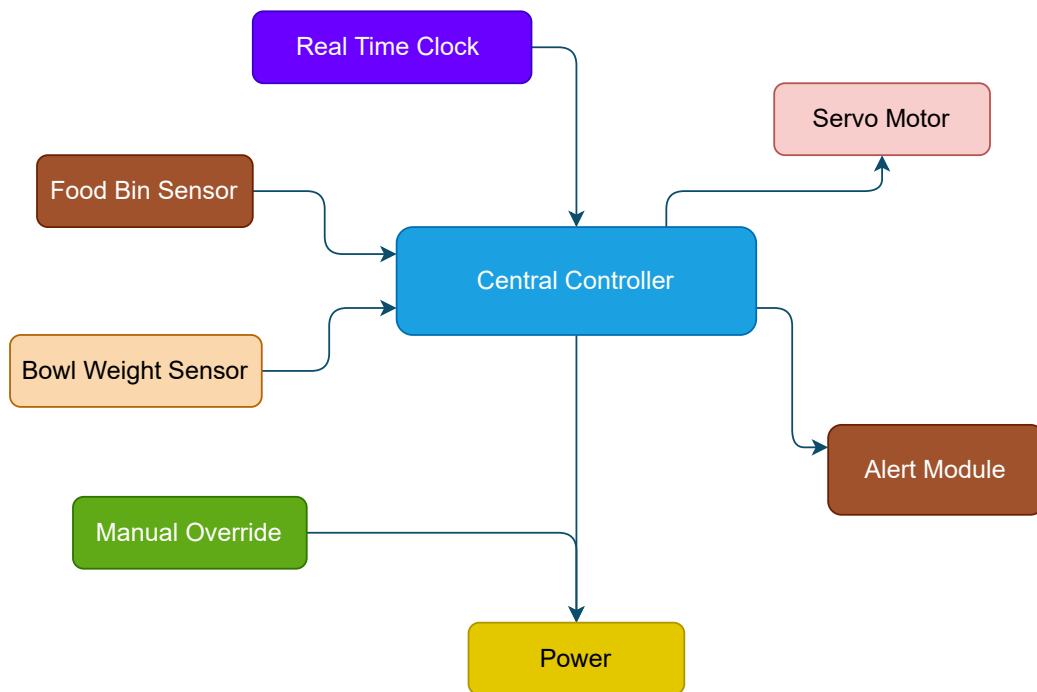 Real Time Clock
Servo Motor
Food Bin Sensor
Central Controller
Bowl Weight Sensor
Alert Module
Manual Override
Power